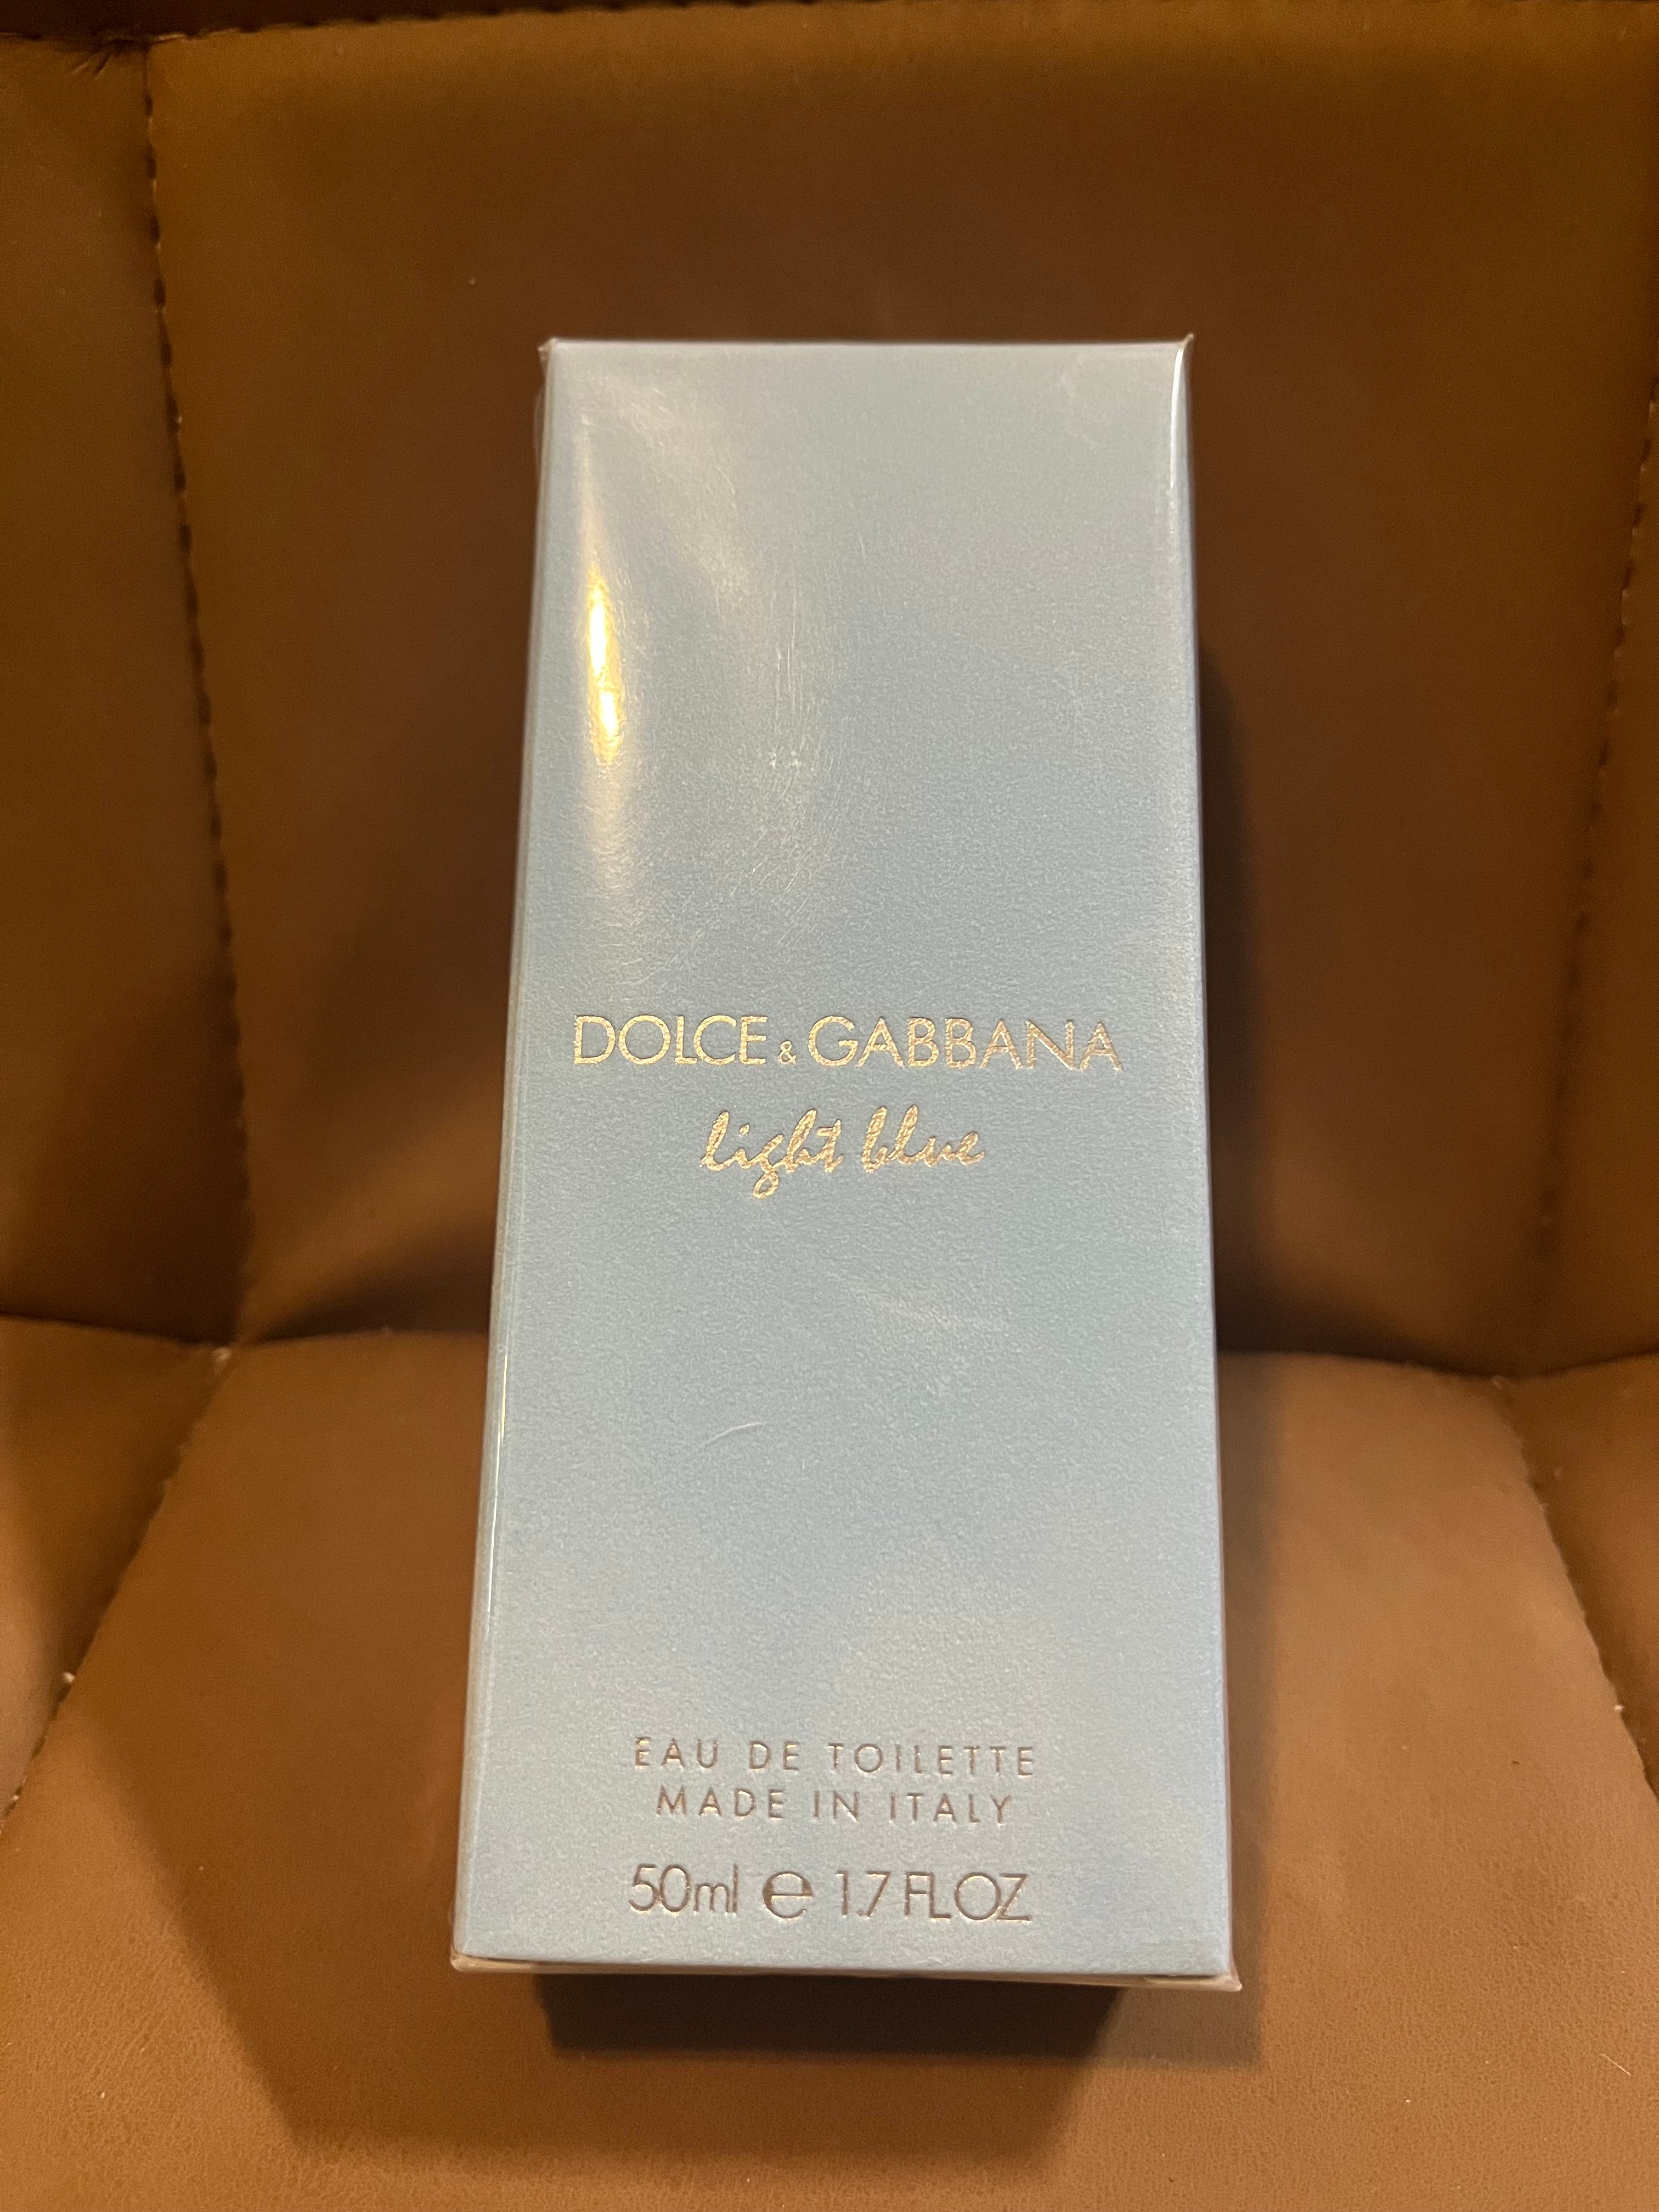 DOLCE & GABBANA
light blue
EAU DE TOILETTE
MADE IN ITALY
50ml e 1.7 FL OZ